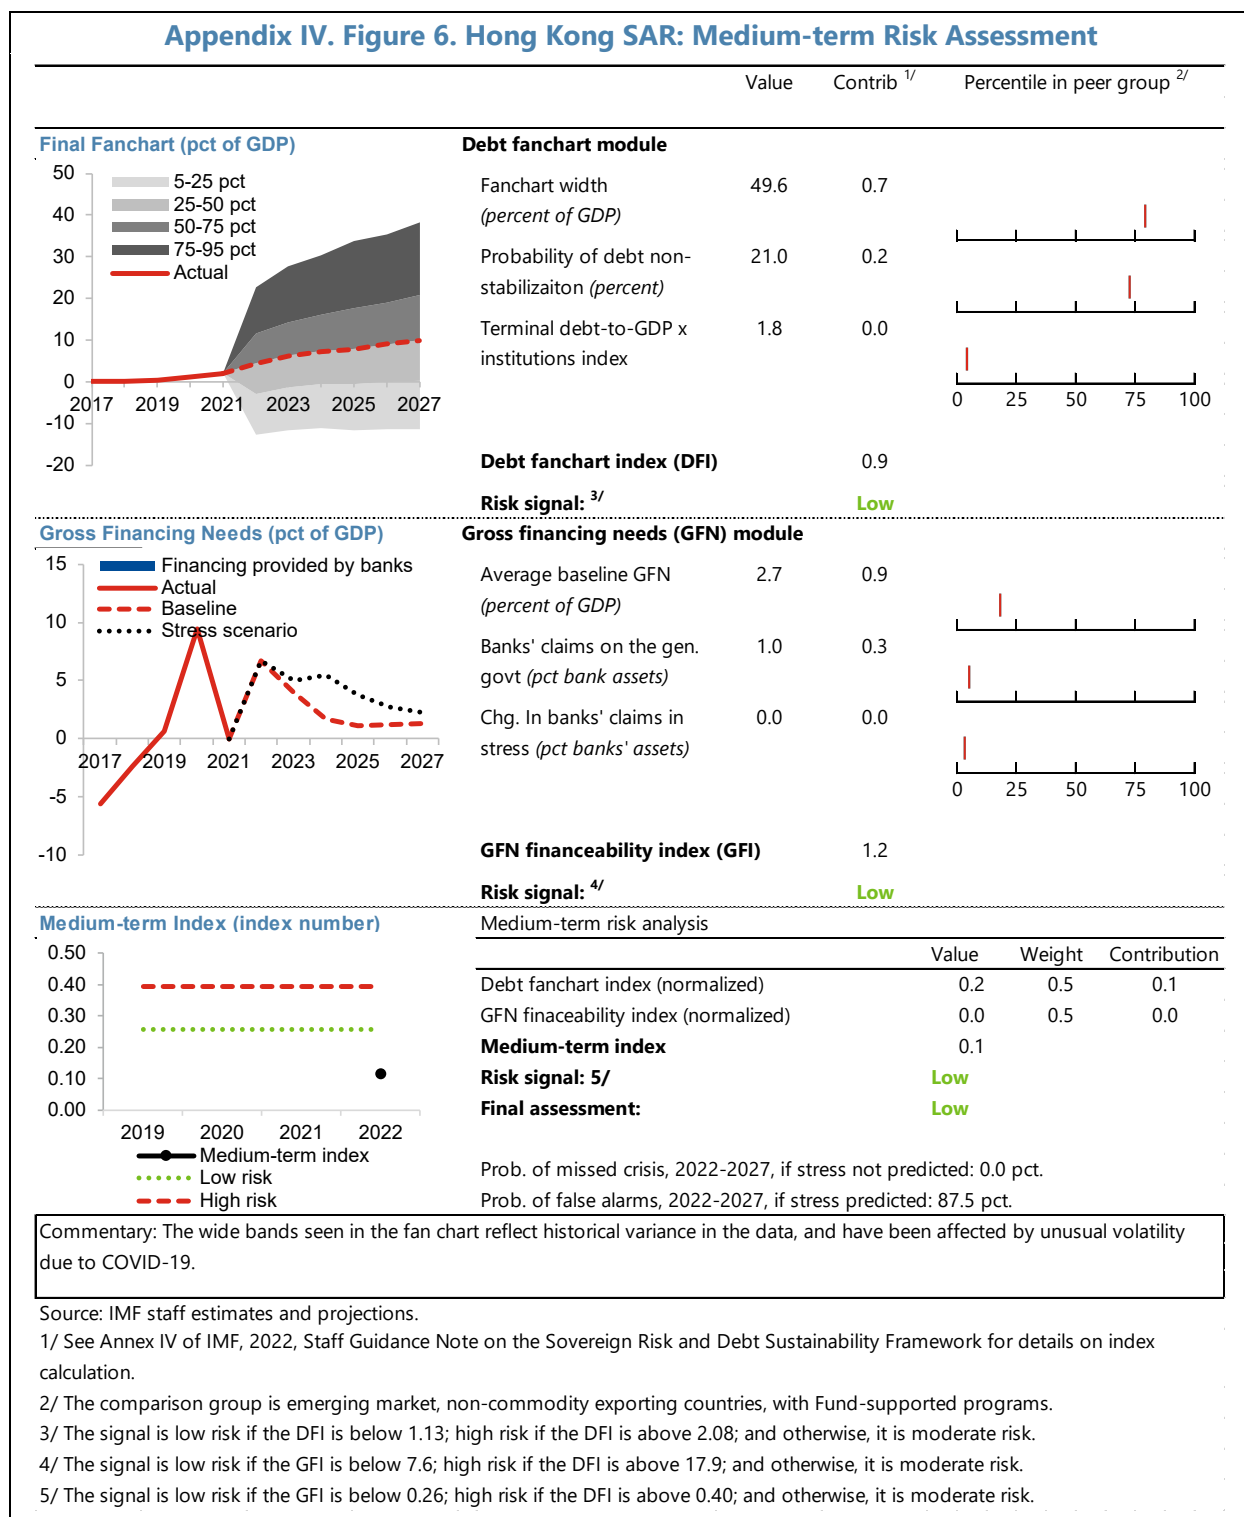 Appendix IV. Figure 6. Hong Kong SAR: Medium-term Risk Assessment
Value Contrib 1/ Percentile in peer group 2/
Final Fanchart (pct of GDP)
50
40
30
20
10
0
-10
-20
5-25 pct
25-50 pct
50-75 pct
75-95 pct
Actual
2017 2019 2021 2023 2025 2027
Debt fanchart module
Fanchart width 49.6 0.7
(percent of GDP)
Probability of debt non- 21.0 0.2
stabilizaiton (percent)
Terminal debt-to-GDP x 1.8 0.0
institutions index
0 25 50 75 100
Debt fanchart index (DFI) 0.9
Risk signal: 3/ Low
Gross Financing Needs (pct of GDP)
15
10
5
0
-5
-10
Financing provided by banks
Actual
Baseline
Stress scenario
2017 2019 2021 2023 2025 2027
Gross financing needs (GFN) module
Average baseline GFN 2.7 0.9
(percent of GDP)
Banks' claims on the gen. 1.0 0.3
govt (pct bank assets)
Chg. In banks' claims in 0.0 0.0
stress (pct banks' assets)
0 25 50 75 100
GFN financeability index (GFI) 1.2
Risk signal: 4/ Low
Medium-term Index (index number)
0.50
0.40
0.30
0.20
0.10
0.00
2019 2020 2021 2022
Medium-term index
Low risk
High risk
Medium-term risk analysis
Value Weight Contribution
Debt fanchart index (normalized) 0.2 0.5 0.1
GFN finaceability index (normalized) 0.0 0.5 0.0
Medium-term index 0.1
Risk signal: 5/ Low
Final assessment: Low
Prob. of missed crisis, 2022-2027, if stress not predicted: 0.0 pct.
Prob. of false alarms, 2022-2027, if stress predicted: 87.5 pct.
Commentary: The wide bands seen in the fan chart reflect historical variance in the data, and have been affected by unusual volatility
due to COVID-19.
Source: IMF staff estimates and projections.
1/ See Annex IV of IMF, 2022, Staff Guidance Note on the Sovereign Risk and Debt Sustainability Framework for details on index
calculation.
2/ The comparison group is emerging market, non-commodity exporting countries, with Fund-supported programs.
3/ The signal is low risk if the DFI is below 1.13; high risk if the DFI is above 2.08; and otherwise, it is moderate risk.
4/ The signal is low risk if the GFI is below 7.6; high risk if the DFI is above 17.9; and otherwise, it is moderate risk.
5/ The signal is low risk if the GFI is below 0.26; high risk if the DFI is above 0.40; and otherwise, it is moderate risk.